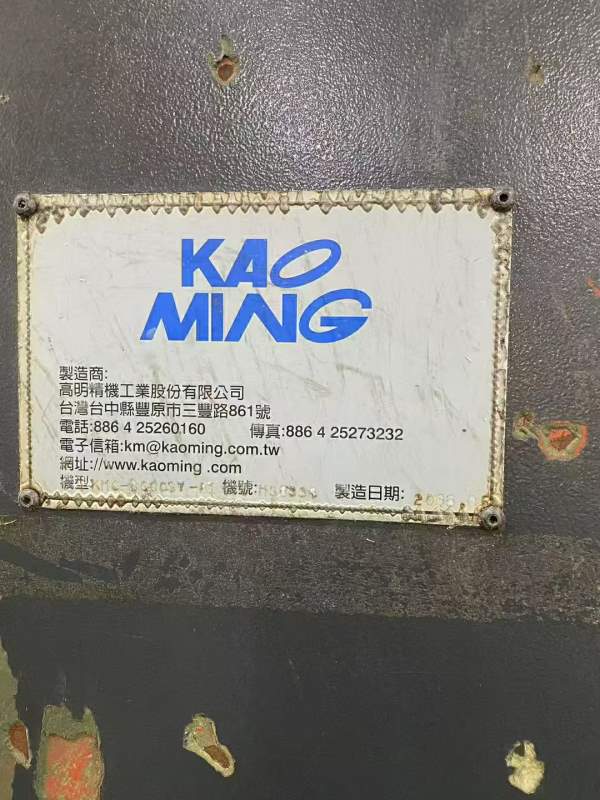 KAO
MING
製造商:
高明精機工業股份有限公司
台灣台中縣豐原市三豐路861號
電話:886 4 25260160 傳真:886 4 25273232
電子信箱:km@kaoming.com.tw
網址://www.kaoming .com
機型: 機號: 製造日期: